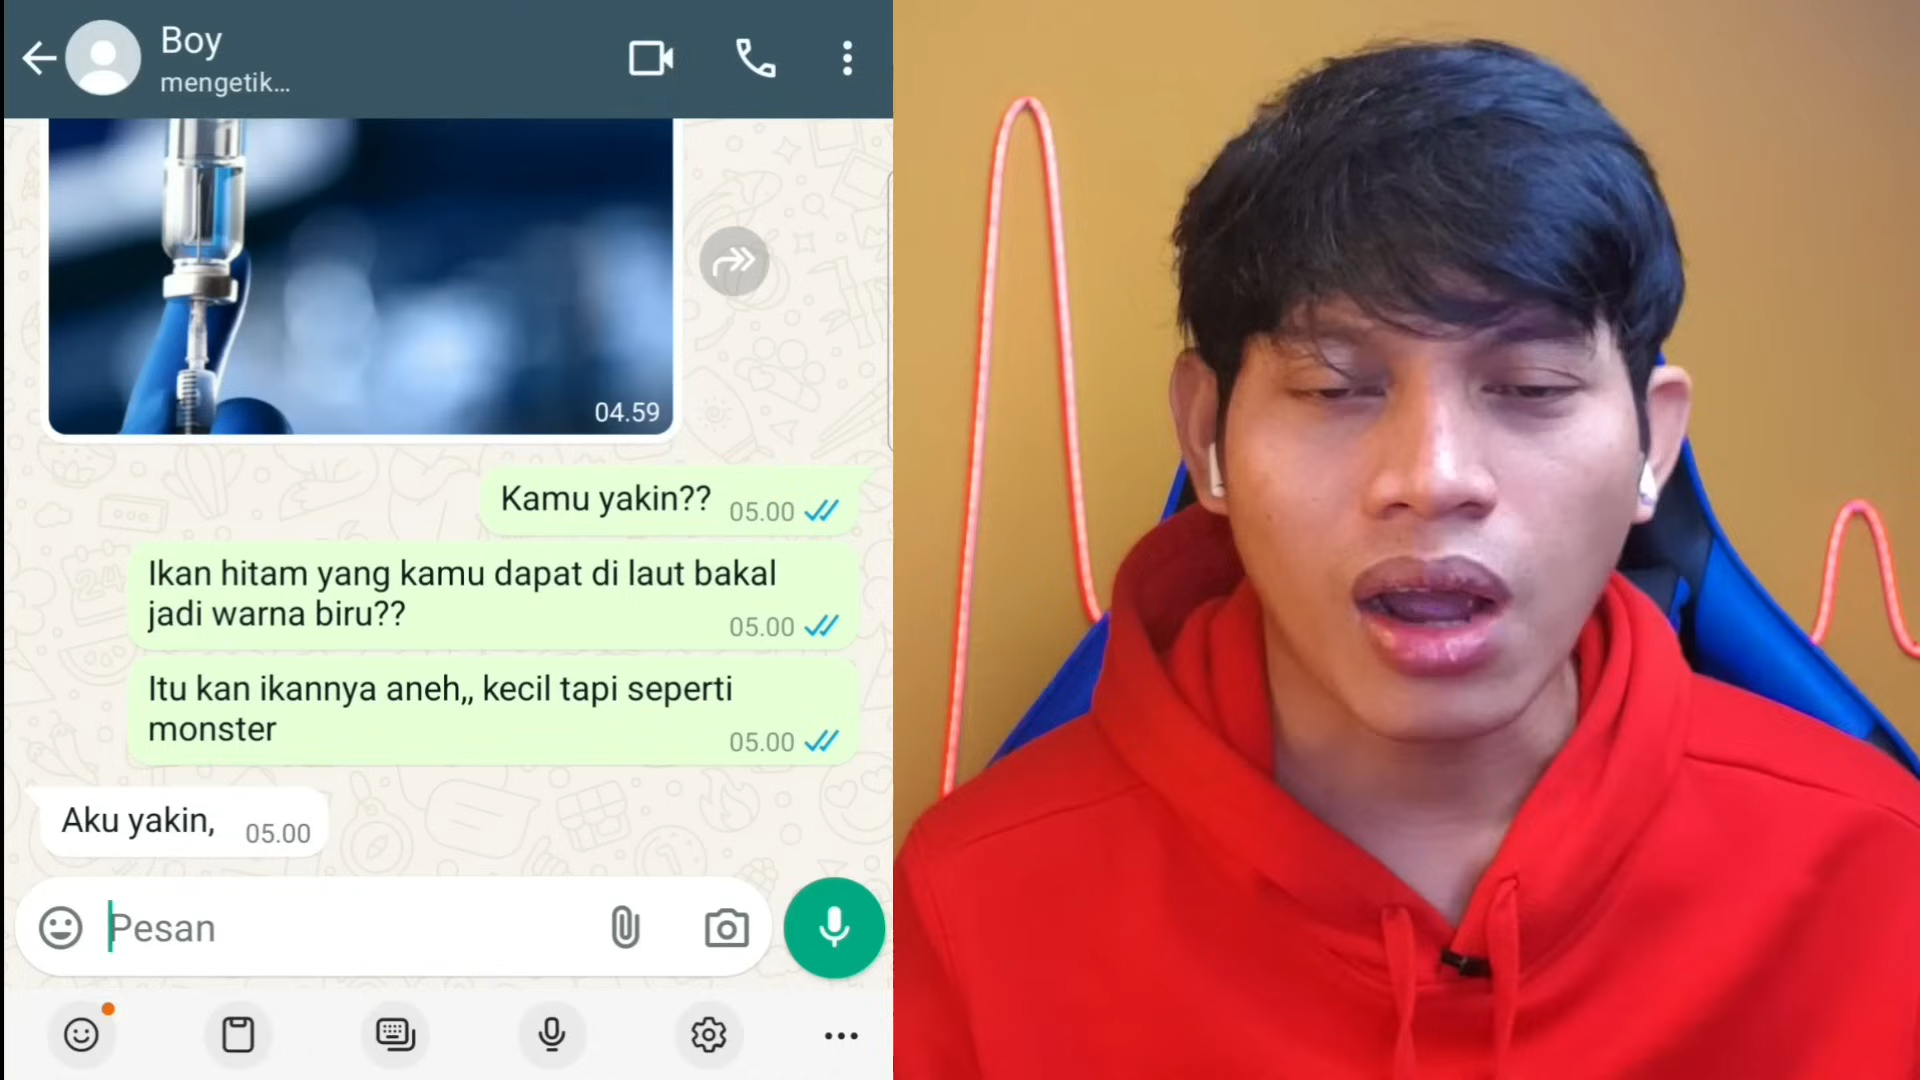 Boy
mengetik...
04.59
Kamu yakin?? 05.00
Ikan hitam yang kamu dapat di laut bakal
jadi warna biru?? 05.00
Itu kan ikannya aneh,, kecil tapi seperti
monster 05.00
Aku yakin, 05.00
Pesan